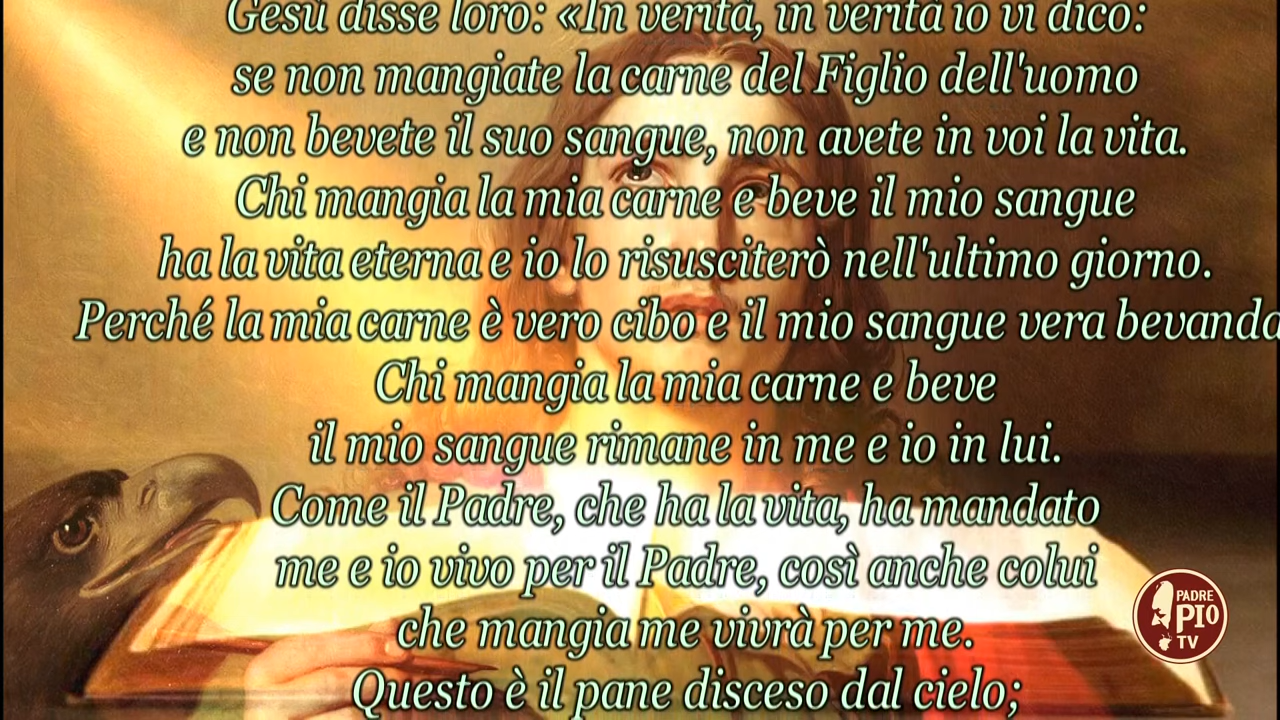 Gesù disse loro: «In verità, in verità io vi dico:
se non mangiate la carne del Figlio dell'uomo
e non bevete il suo sangue, non avete in voi la vita.
Chi mangia la mia carne e beve il mio sangue
ha la vita eterna e io lo risusciterò nell'ultimo giorno.
Perché la mia carne è vero cibo e il mio sangue vera bevanda
Chi mangia la mia carne e beve
il mio sangue rimane in me e io in lui.
Come il Padre, che ha la vita, ha mandato
me e io vivo per il Padre, così anche colui
che mangia me vivrà per me.
Questo è il pane disceso dal cielo;
PADRE
PIO
TV